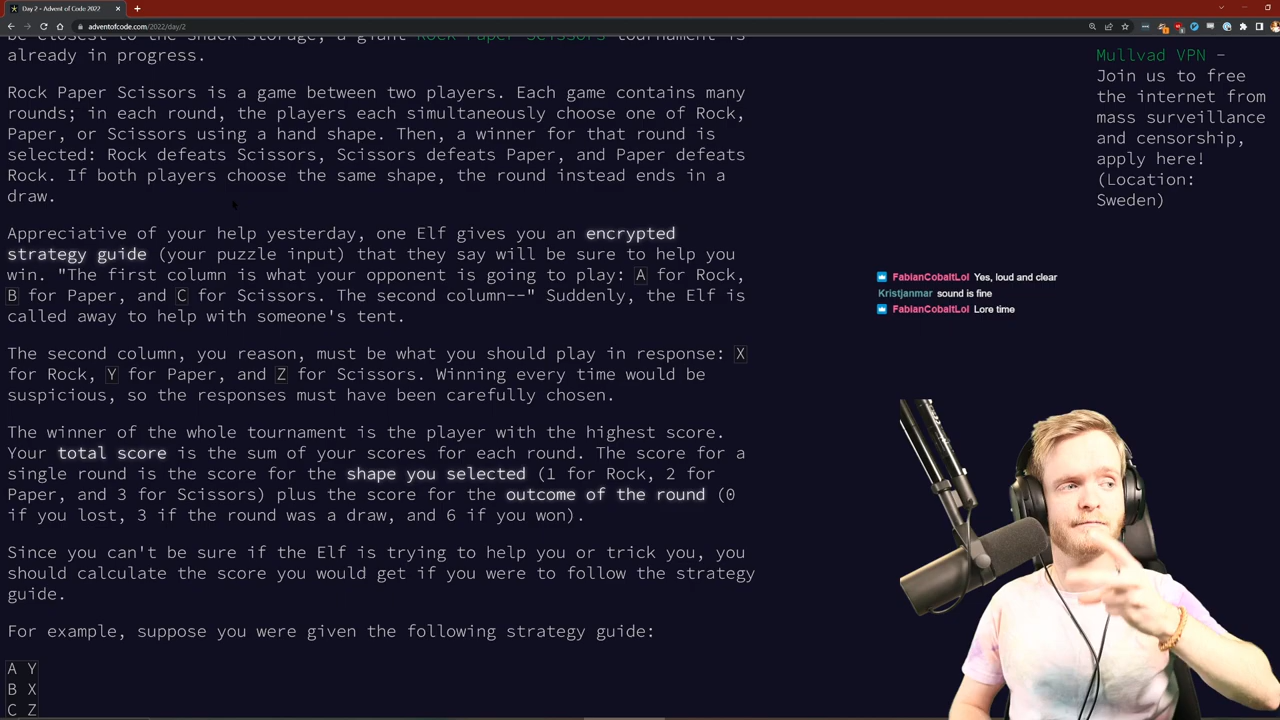 Day 2 - Advent of Code 2022
adventofcode.com/2022/day/2
be closest to the snack storage, a giant Rock Paper Scissors tournament is
already in progress.
Rock Paper Scissors is a game between two players. Each game contains many
rounds; in each round, the players each simultaneously choose one of Rock,
Paper, or Scissors using a hand shape. Then, a winner for that round is
selected: Rock defeats Scissors, Scissors defeats Paper, and Paper defeats
Rock. If both players choose the same shape, the round instead ends in a
draw.
Appreciative of your help yesterday, one Elf gives you an encrypted
strategy guide (your puzzle input) that they say will be sure to help you
win. "The first column is what your opponent is going to play: A for Rock,
B for Paper, and C for Scissors. The second column--" Suddenly, the Elf is
called away to help with someone's tent.
The second column, you reason, must be what you should play in response: X
for Rock, Y for Paper, and Z for Scissors. Winning every time would be
suspicious, so the responses must have been carefully chosen.
The winner of the whole tournament is the player with the highest score.
Your total score is the sum of your scores for each round. The score for a
single round is the score for the shape you selected (1 for Rock, 2 for
Paper, and 3 for Scissors) plus the score for the outcome of the round (0
if you lost, 3 if the round was a draw, and 6 if you won).
Since you can't be sure if the Elf is trying to help you or trick you, you
should calculate the score you would get if you were to follow the strategy
guide.
For example, suppose you were given the following strategy guide:
A Y
B X
C Z
Mullvad VPN -
Join us to free
the internet from
mass surveillance
and censorship,
apply here!
(Location:
Sweden)
FabianCobaltLol Yes, loud and clear
Kristjanmar sound is fine
FabianCobaltLol Lore time